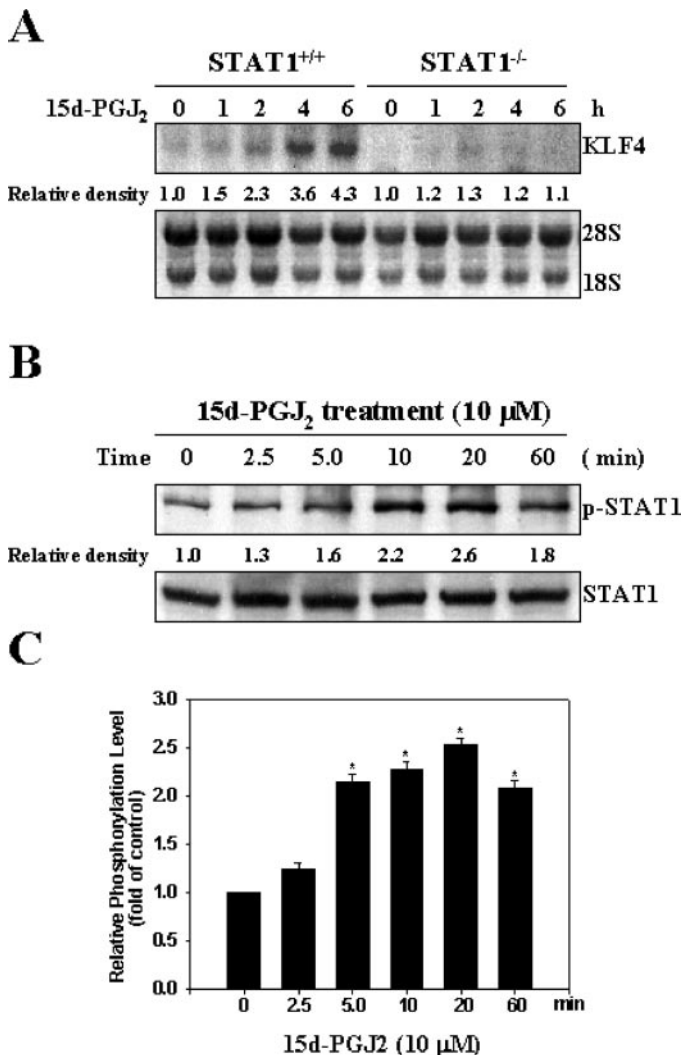 A
STAT1+/+ STAT1-/-
15d-PGJ2 0 1 2 4 6 0 1 2 4 6 h
KLF4
Relative density 1.0 1.5 2.3 3.6 4.3 1.0 1.2 1.3 1.2 1.1
28S
18S
B
15d-PGJ2 treatment (10 µM)
Time 0 2.5 5.0 10 20 60 ( min)
p-STAT1
Relative density 1.0 1.3 1.6 2.2 2.6 1.8
STAT1
C
Relative Phosphorylation Level
(fold of control)
3.0
2.5
2.0
1.5
1.0
0.5
0.0
* * * *
0 2.5 5.0 10 20 60 min
15d-PGJ2 (10 µM)